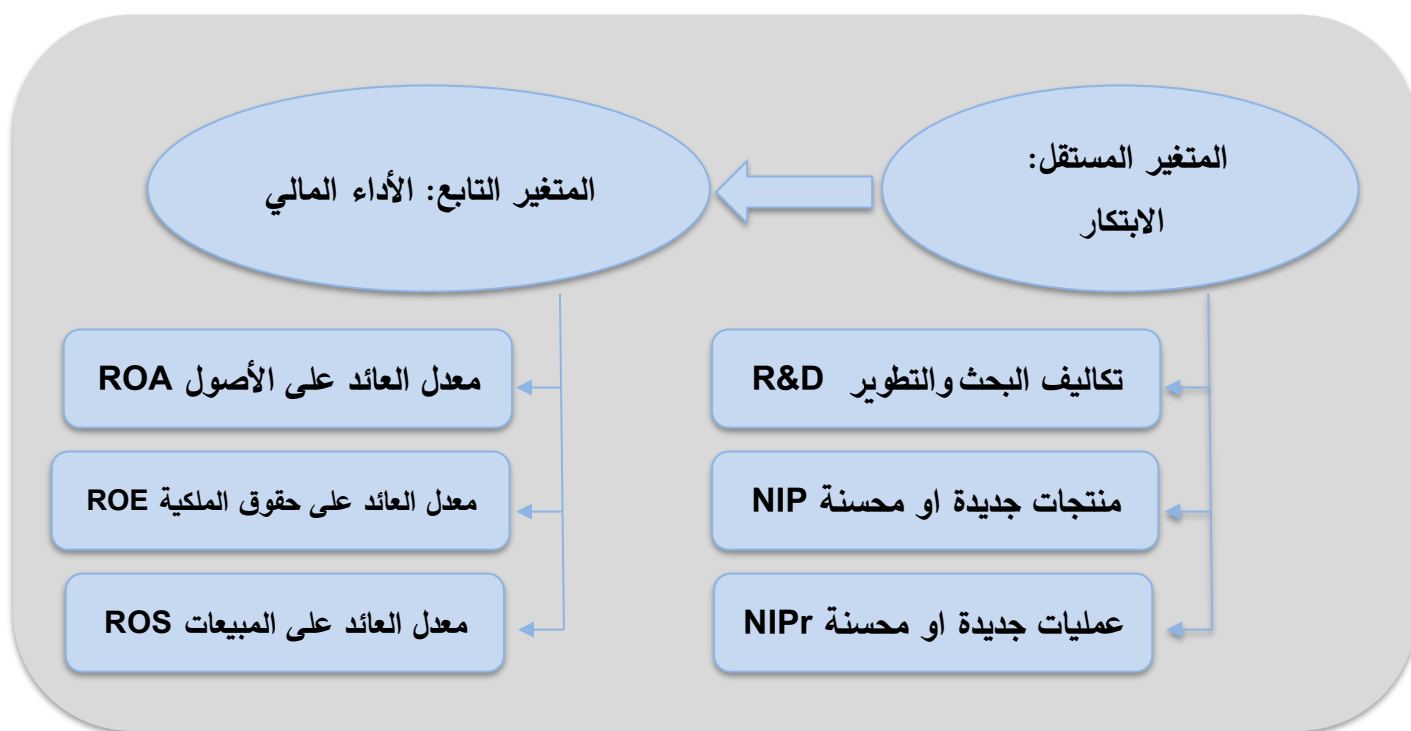 المتغير المستقل:
الابتكار
المتغير التابع: الأداء المالي
تكاليف البحث والتطوير R&D
منتجات جديدة او محسنة NIP
عمليات جديدة او محسنة NIPr
معدل العائد على الأصول ROA
معدل العائد على حقوق الملكية ROE
معدل العائد على المبيعات ROS